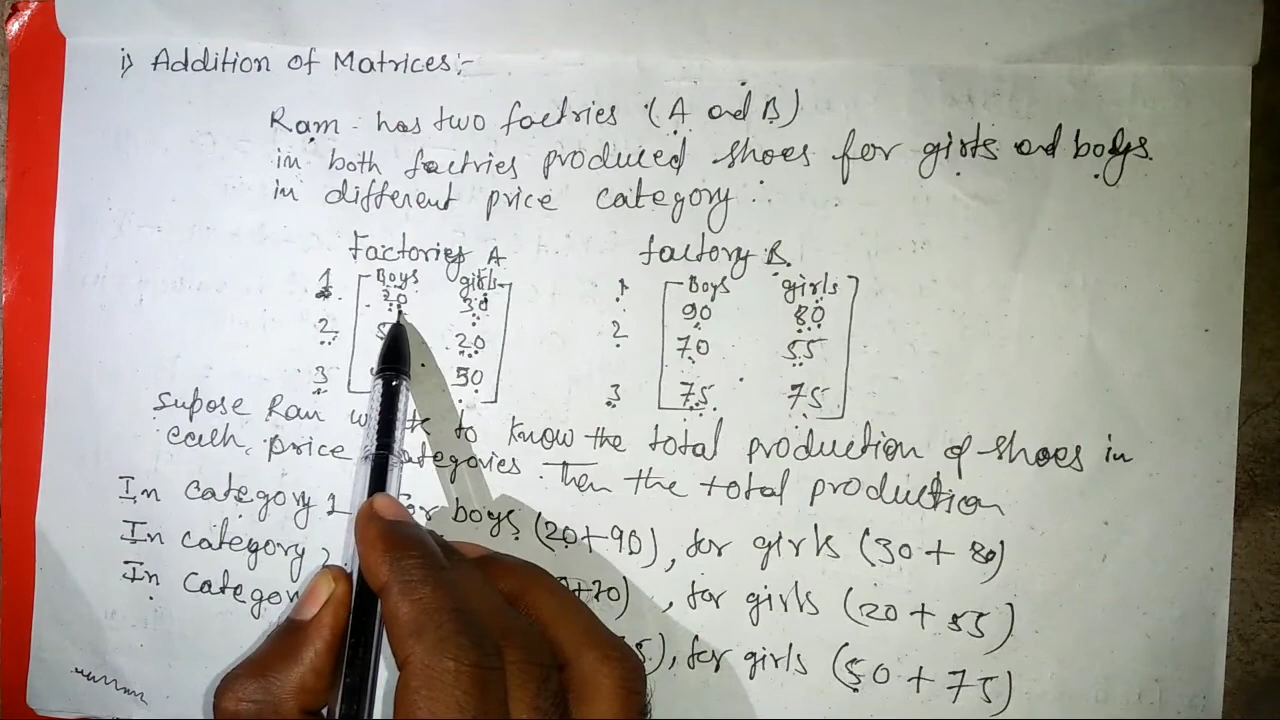 i) Addition of Matrices:-
Ram has two factries (A and B)
in both factries produced shoes for girls and boys.
in different price category
Factories A factory B.
Boys girls Boys girls
1 20 30 1 90 80
2 20 2 70 55
3 50 3 75 75
Supose Ram to know the total production of shoes in
each, price categories. Then the total production
In category 1 for boys (20+90), for girls (30 + 80)
In category +70), for girls (20 + 55)
In 5), for girls (50 + 75)